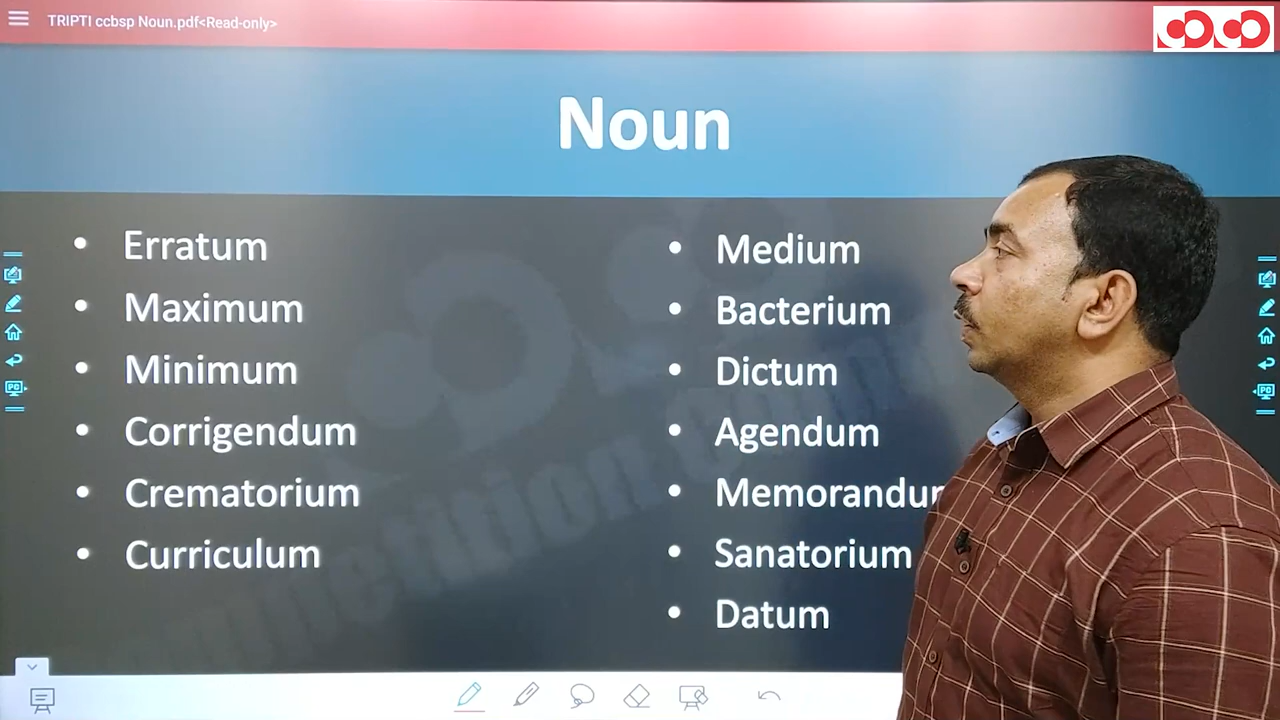 TRIPTI ccbsp Noun.pdf<Read-only>
Noun
• Erratum
• Maximum
• Minimum
• Corrigendum
• Crematorium
• Curriculum
• Medium
• Bacterium
• Dictum
• Agendum
• Memorandu
• Sanatorium
• Datum